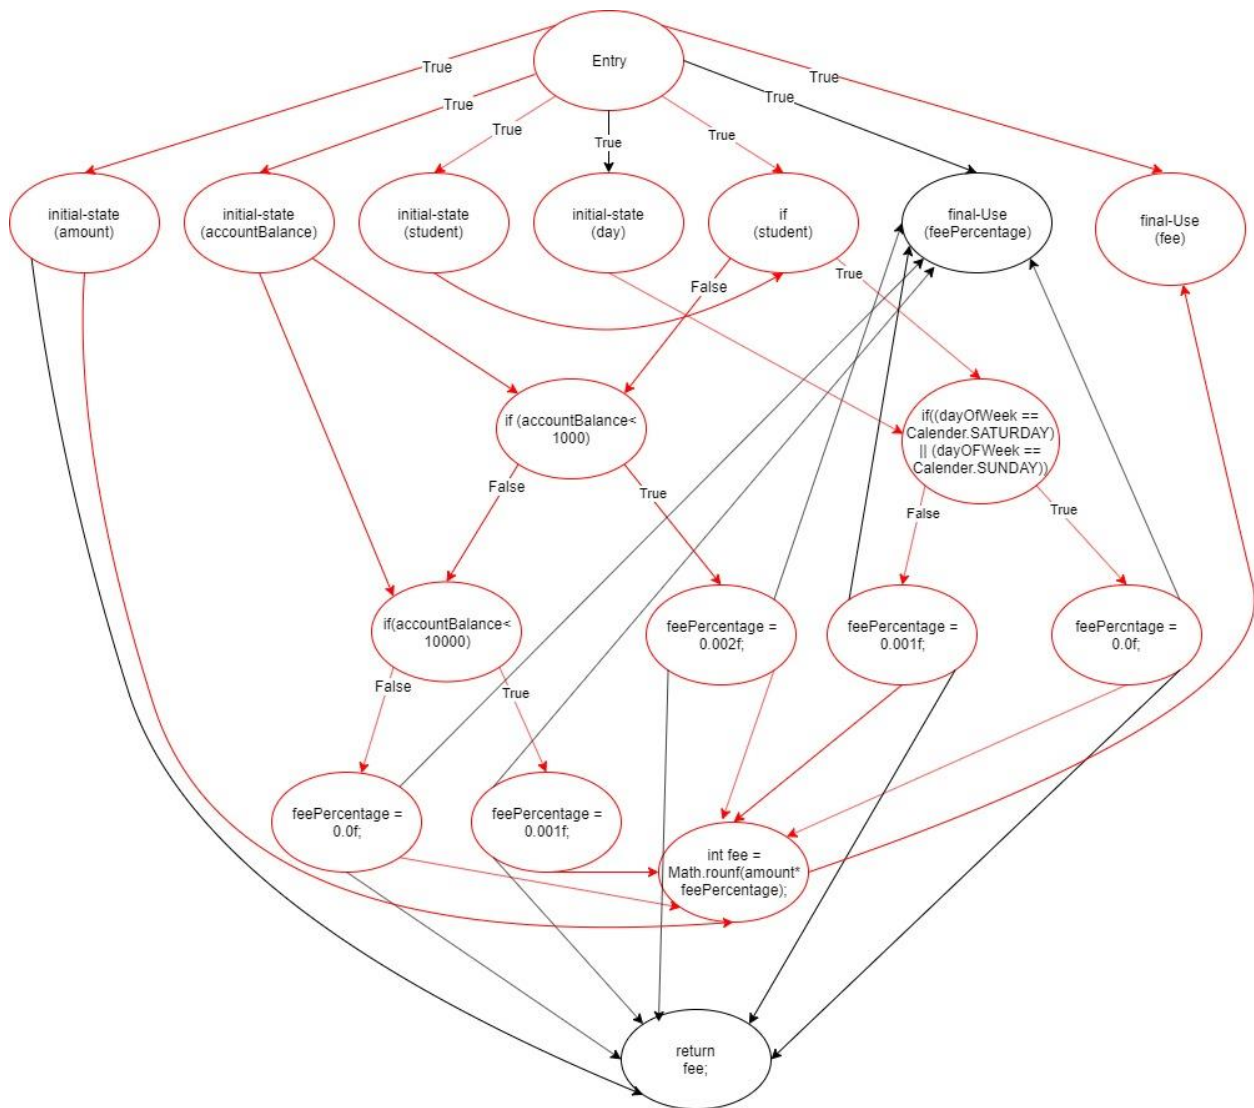 Entry
True
True
True
True
True
True
True
initial-state
(amount)
initial-state
(accountBalance)
initial-state
(student)
initial-state
(day)
if
(student)
final-Use
(feePercentage)
final-Use
(fee)
False
True
if (accountBalance<
1000)
if((dayOfWeek ==
Calender.SATURDAY)
|| (dayOFWeek ==
Calender.SUNDAY))
False
True
False
True
if(accountBalance<
10000)
feePercentage =
0.002f;
feePercentage =
0.001f;
feePercntage =
0.0f;
False
True
feePercentage =
0.0f;
feePercentage =
0.001f;
int fee =
Math.rounf(amount*
feePercentage);
return
fee;